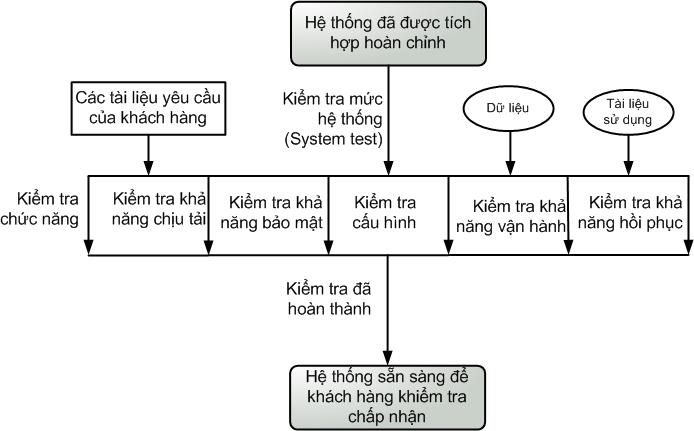 Hệ thống đã được tích
hợp hoàn chỉnh
Các tài liệu yêu cầu
của khách hàng
Kiểm tra mức
hệ thống
(System test)
Dữ liệu
Tài liệu
sử dụng
Kiểm tra
chức năng
Kiểm tra khả
năng chịu tải
Kiểm tra khả
năng bảo mật
Kiểm tra
cấu hình
Kiểm tra khả
năng vận hành
Kiểm tra khả
năng hồi phục
Kiểm tra đã
hoàn thành
Hệ thống sẵn sàng để
khách hàng khiểm tra
chấp nhận